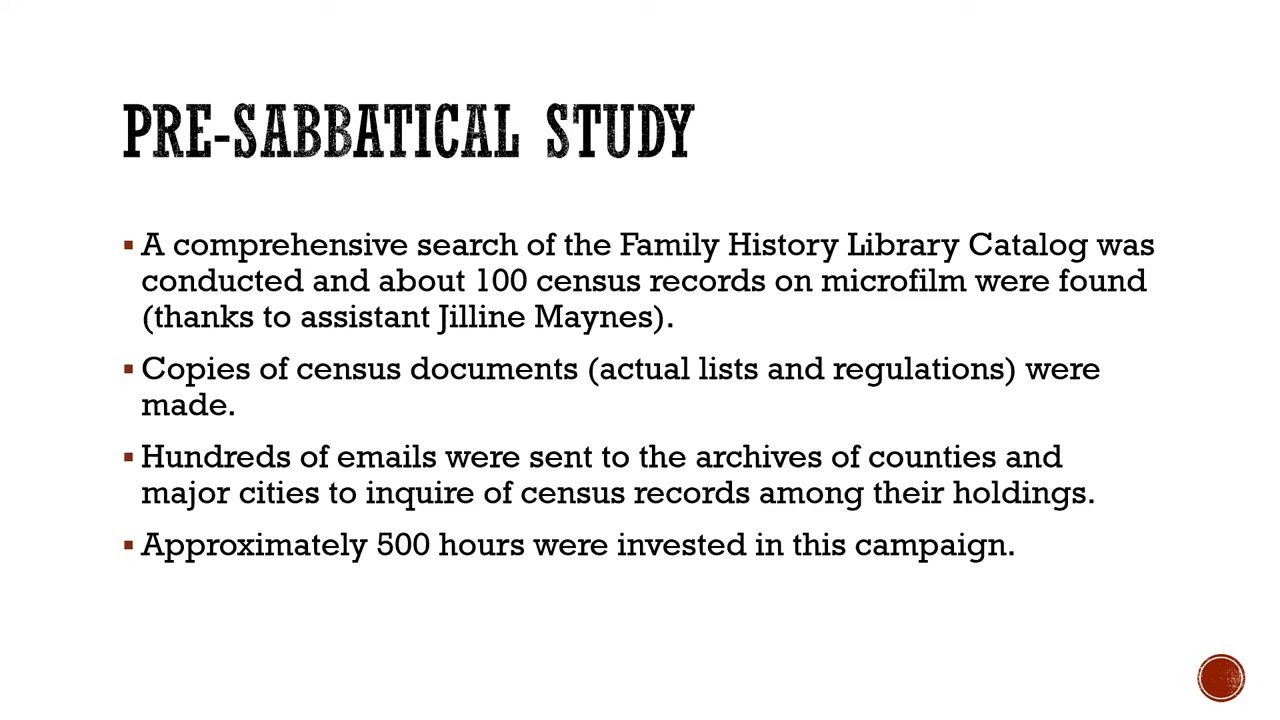 PRE-SABBATICAL STUDY
▪ A comprehensive search of the Family History Library Catalog was
conducted and about 100 census records on microfilm were found
(thanks to assistant Jilline Maynes).
▪ Copies of census documents (actual lists and regulations) were
made.
▪ Hundreds of emails were sent to the archives of counties and
major cities to inquire of census records among their holdings.
▪ Approximately 500 hours were invested in this campaign.